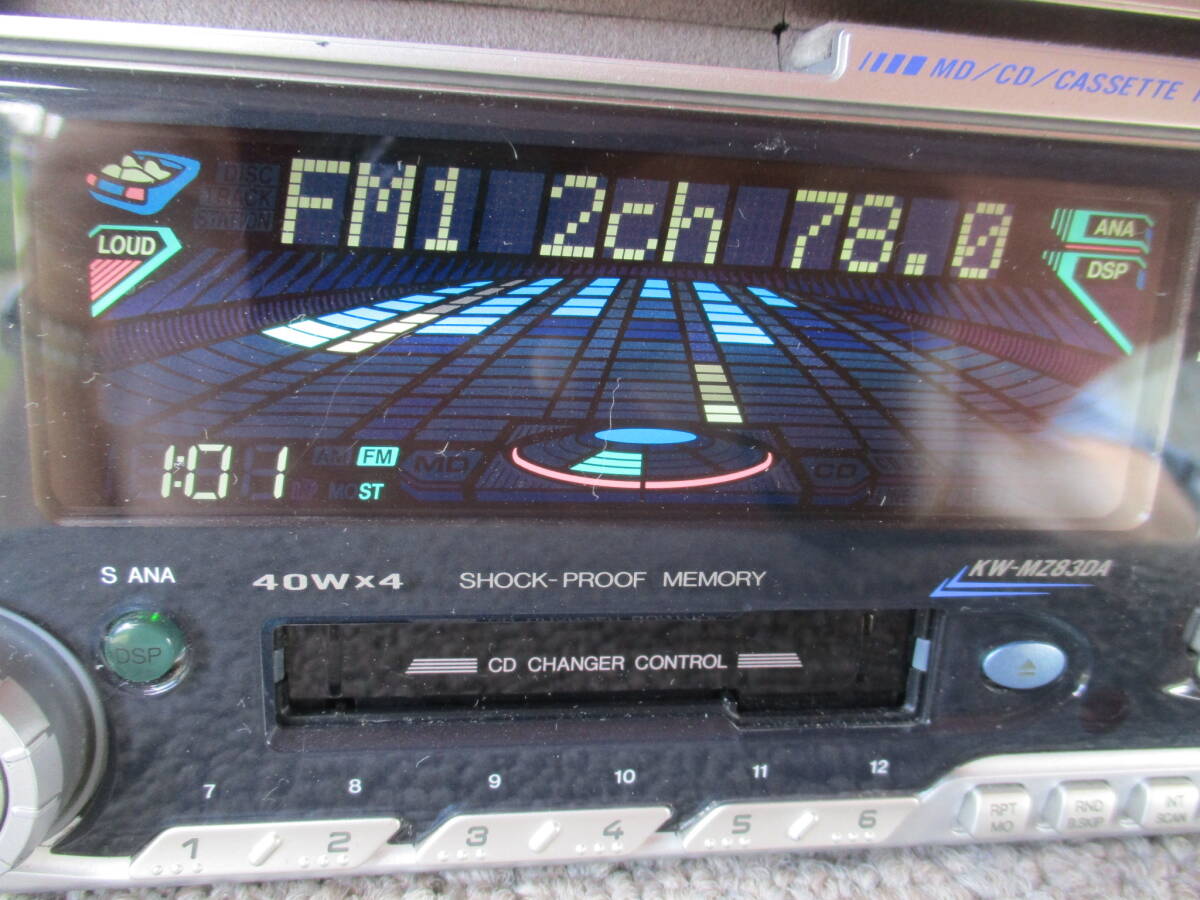 MD/CD/CASSETTE
DISC
TRACK
FM1 2ch 78.0
LOUD
ANA
DSP
1:01
AM FM
MO ST
MD
CD
S ANA
40W×4
SHOCK-PROOF MEMORY
KW-MZ83DA
DSP
CD CHANGER CONTROL
7 8 9 10 11 12
1 2 3 4 5 6
RPT
MO
RND
B.SKIP
INT
SCAN